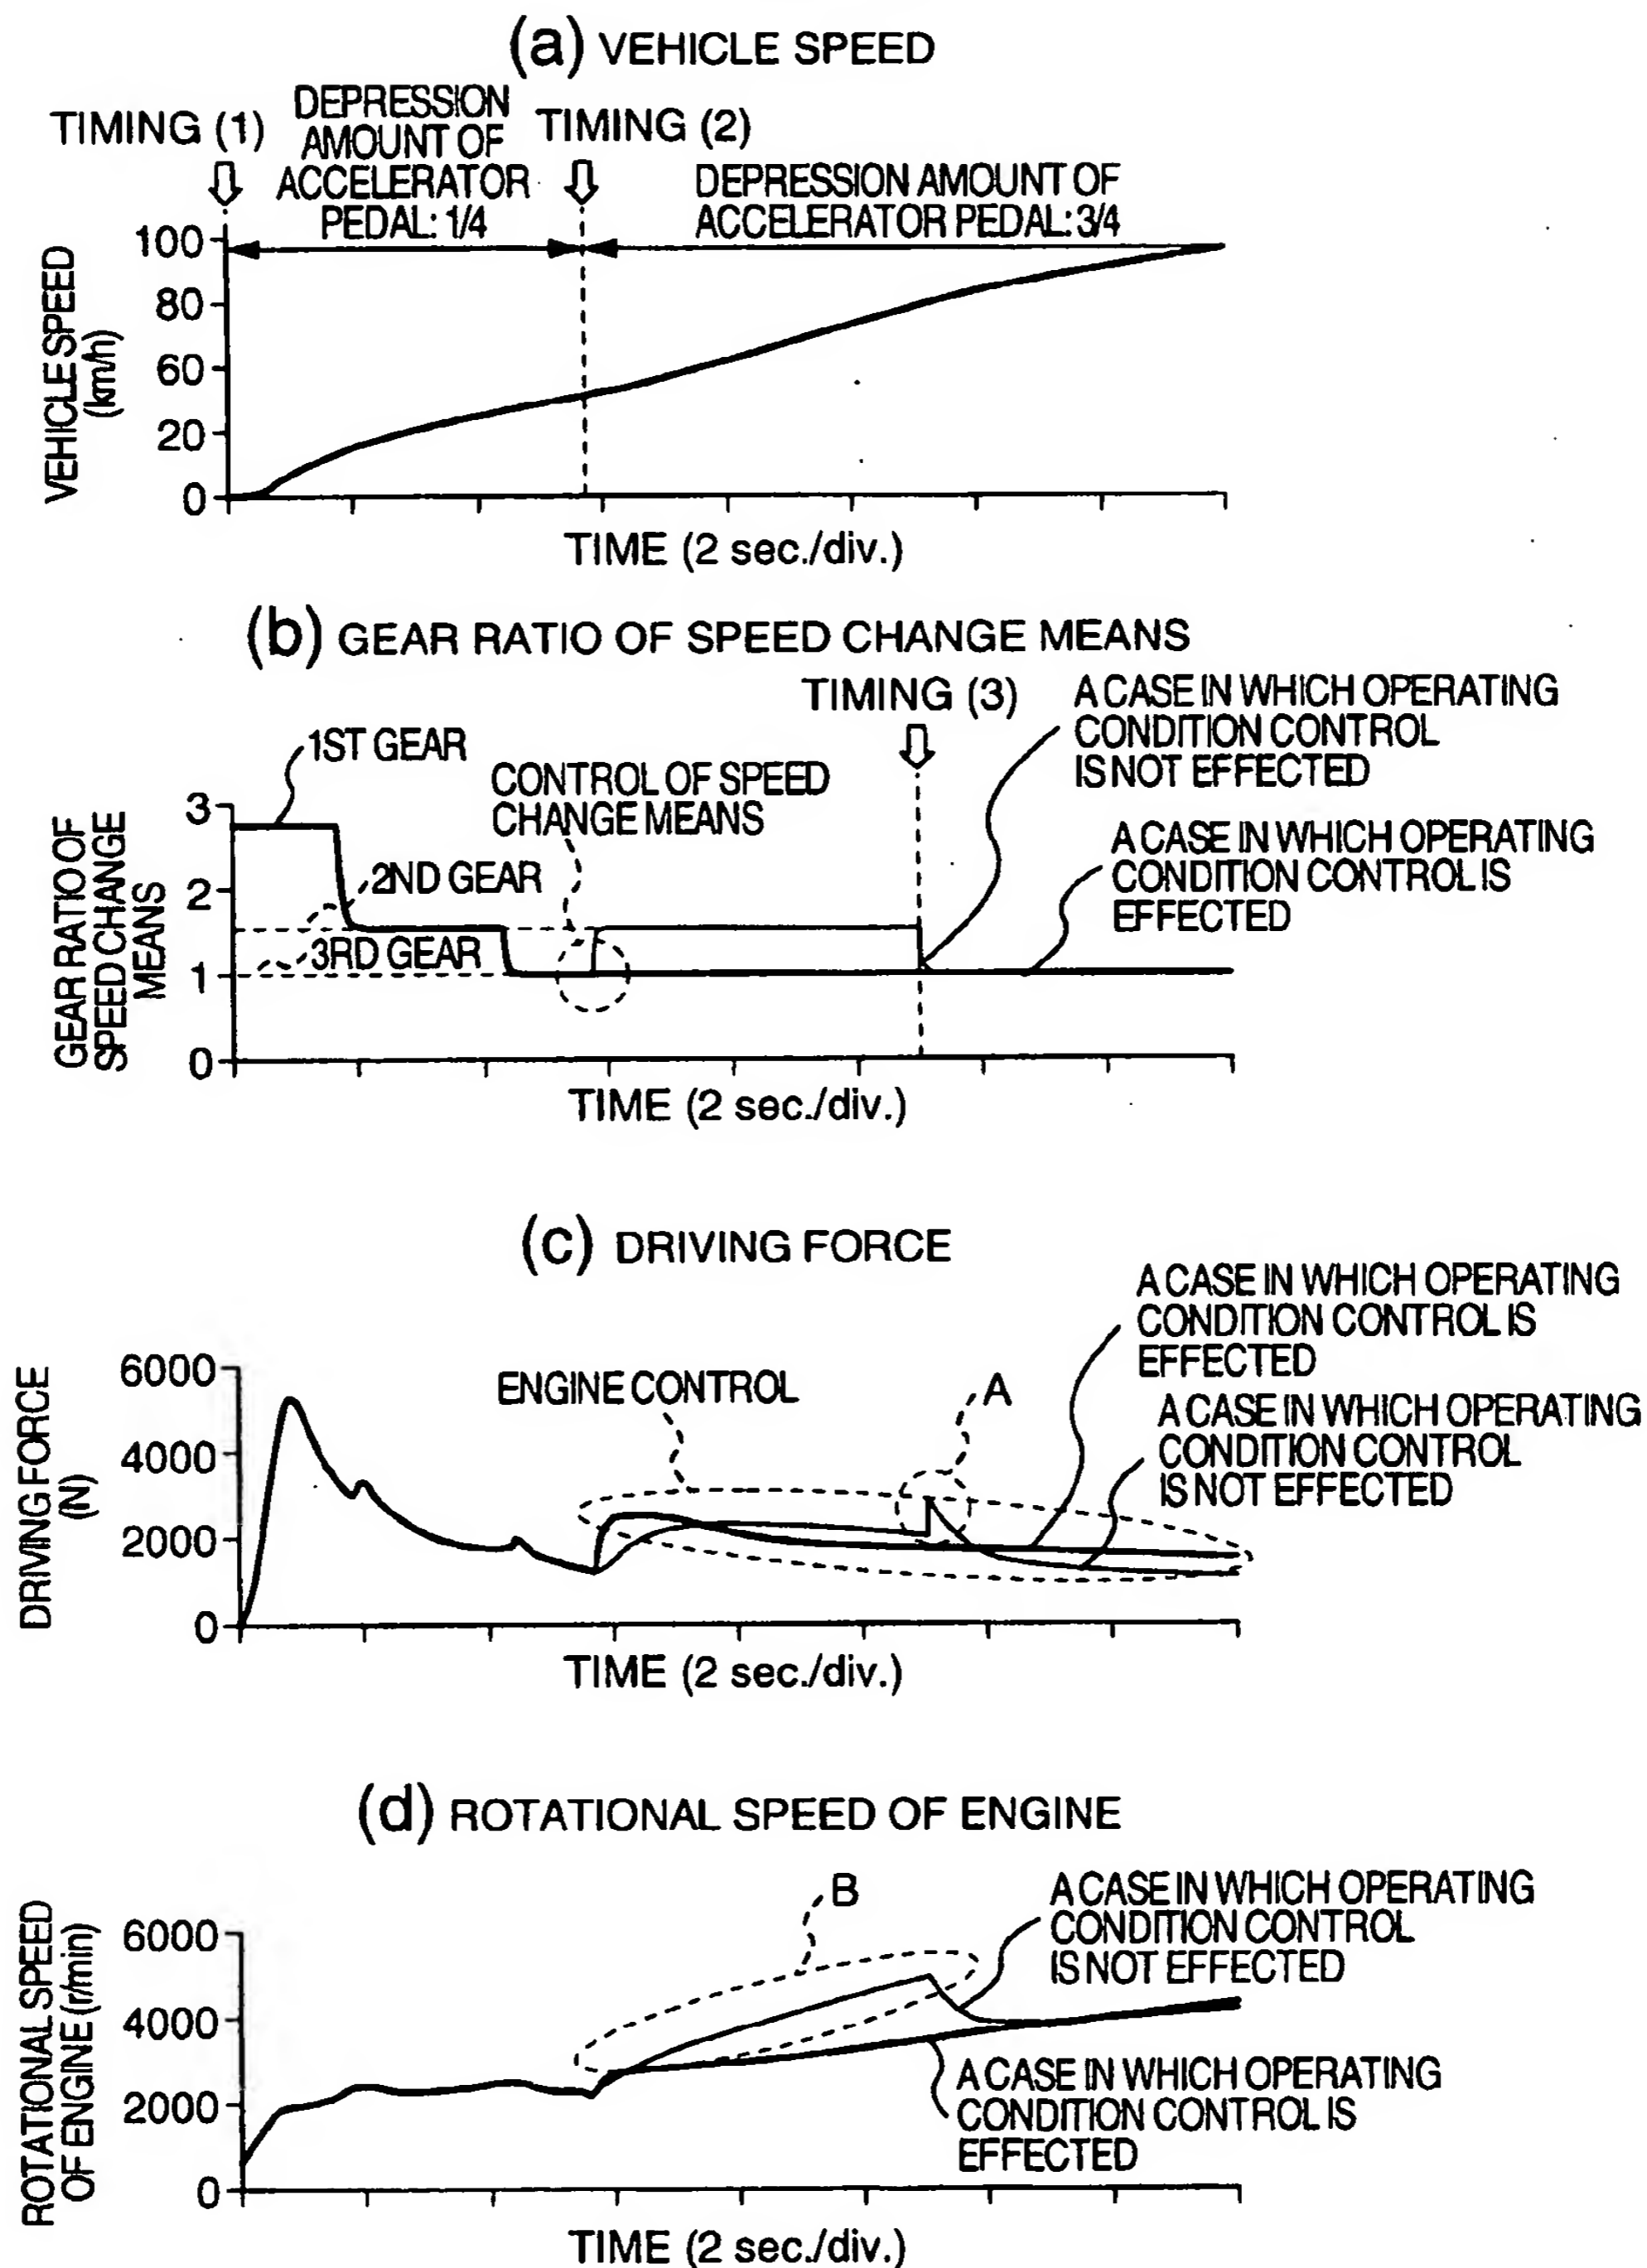 (a) VEHICLE SPEED
TIMING (1)
DEPRESSION
AMOUNT OF
ACCELERATOR
PEDAL: 1/4
TIMING (2)
DEPRESSION AMOUNT OF
ACCELERATOR PEDAL: 3/4
VEHICLE SPEED
(km/h)
100
80
60
20
0
TIME (2 sec./div.)
(b) GEAR RATIO OF SPEED CHANGE MEANS
TIMING (3)
A CASE IN WHICH OPERATING
CONDITION CONTROL
IS NOT EFFECTED
1ST GEAR
CONTROL OF SPEED
CHANGE MEANS
A CASE IN WHICH OPERATING
CONDITION CONTROL IS
EFFECTED
2ND GEAR
3RD GEAR
GEAR RATIO OF
SPEED CHANGE
MEANS
3
2
1
0
TIME (2 sec./div.)
(c) DRIVING FORCE
A CASE IN WHICH OPERATING
CONDITION CONTROL IS
EFFECTED
ENGINE CONTROL
A
A CASE IN WHICH OPERATING
CONDITION CONTROL
IS NOT EFFECTED
DRIVING FORCE
(N)
6000
4000
2000
0
TIME (2 sec./div.)
(d) ROTATIONAL SPEED OF ENGINE
B
A CASE IN WHICH OPERATING
CONDITION CONTROL
IS NOT EFFECTED
ROTATIONAL SPEED
OF ENGINE (r/min)
6000
4000
2000
0
A CASE IN WHICH OPERATING
CONDITION CONTROL IS
EFFECTED
TIME (2 sec./div.)